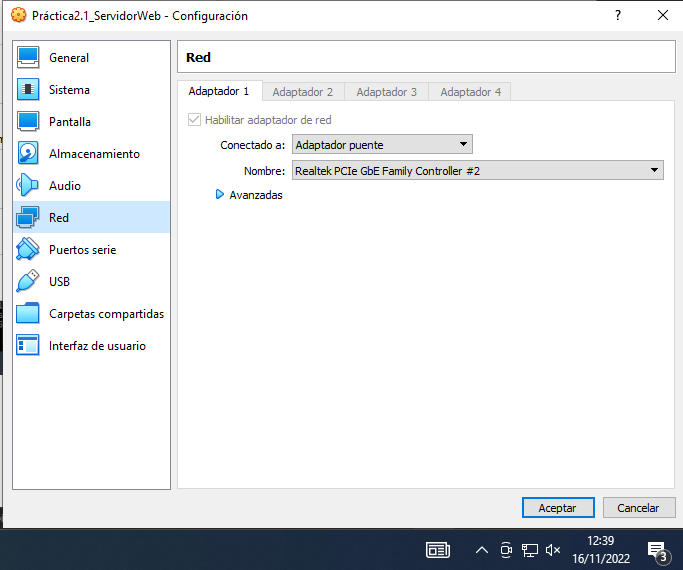 Práctica2.1_ServidorWeb - Configuración
?
General
Sistema
Pantalla
Almacenamiento
Audio
Red
Puertos serie
USB
Carpetas compartidas
Interfaz de usuario
Red
Adaptador 1 Adaptador 2 Adaptador 3 Adaptador 4
Habilitar adaptador de red
Conectado a: Adaptador puente
Nombre: Realtek PCIe GbE Family Controller #2
Avanzadas
Aceptar Cancelar
12:39
16/11/2022
3